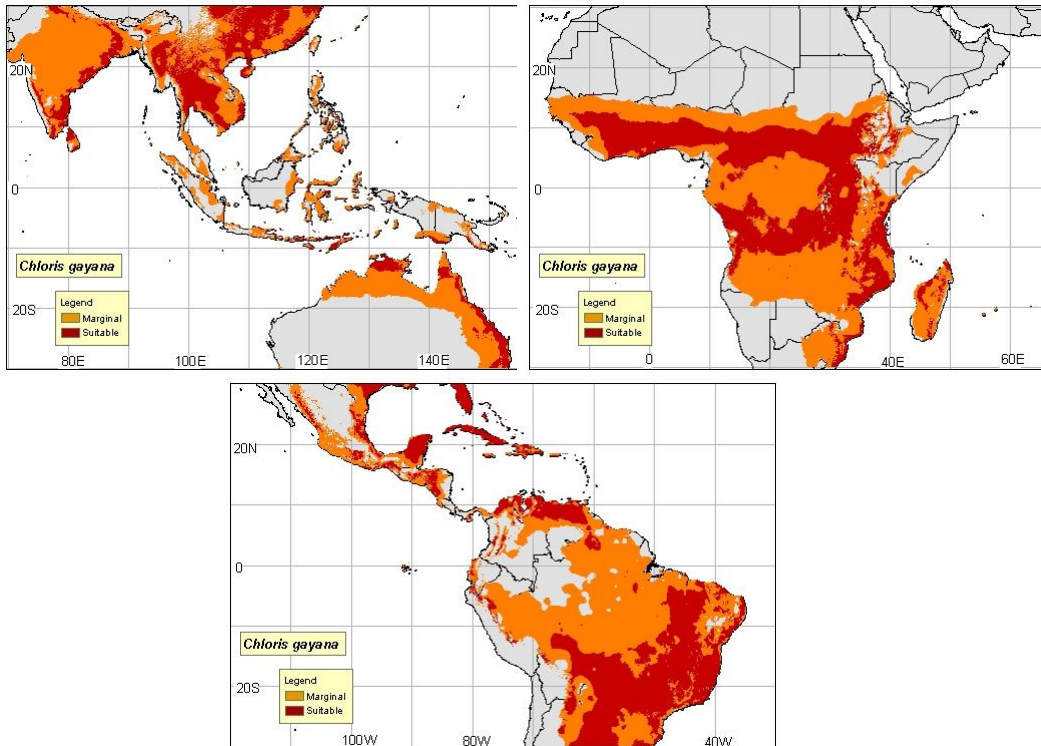 20N
0
20S
Chloris gayana
Legend
Marginal
Suitable
80E 100E 120E 140E
20N
0
20S
Chloris gayana
Legend
Marginal
Suitable
0 40E 60E
20N
0
20S
Chloris gayana
Legend
Marginal
Suitable
100W 80W 40W